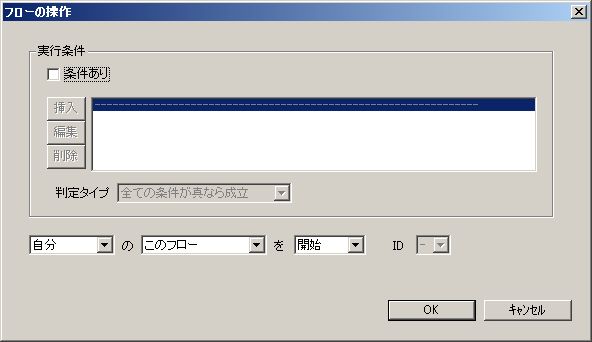 フローの操作
実行条件
条件あり
挿入
編集
削除
判定タイプ 全ての条件が真なら成立
自分 の このフロー を 開始 ID -
OK キャンセル